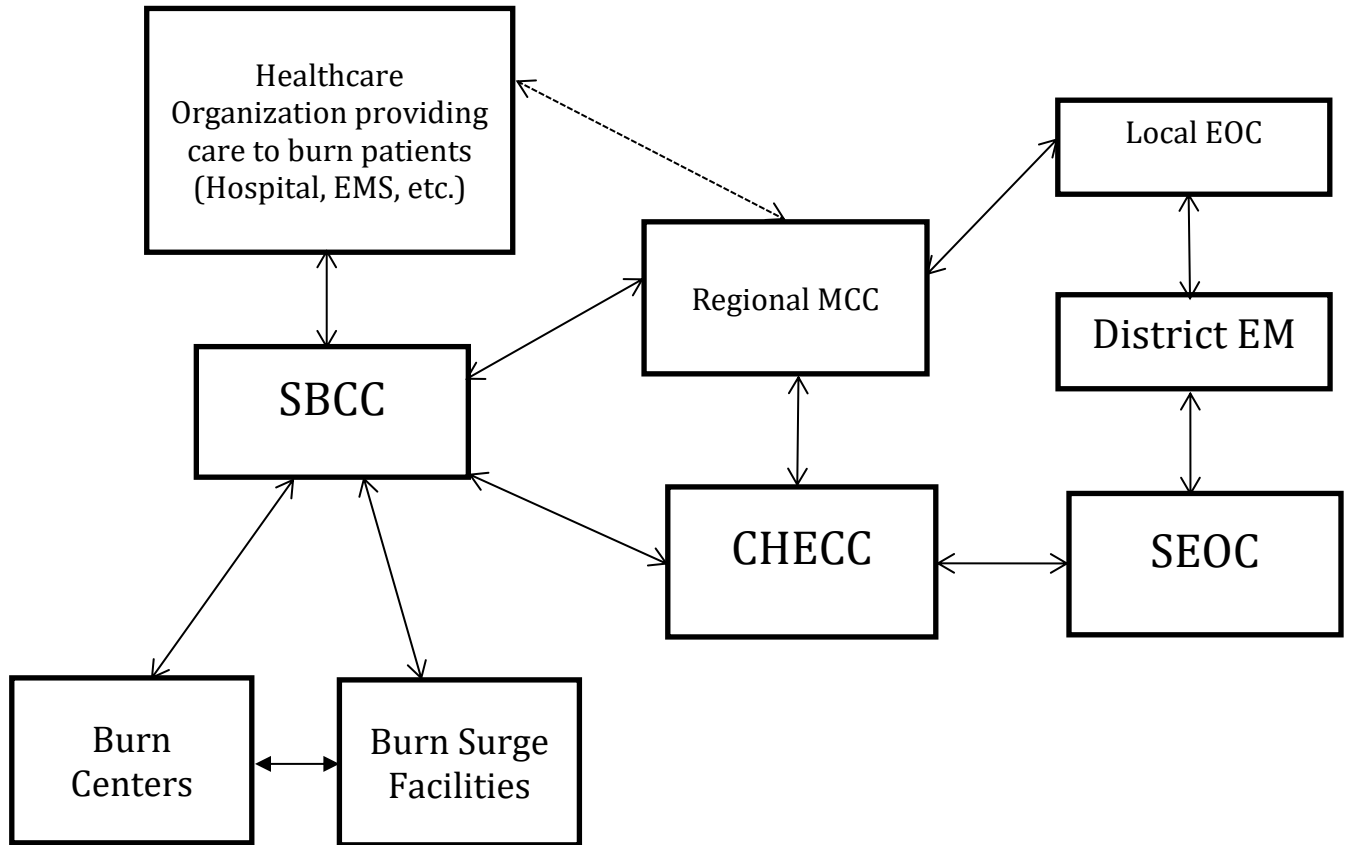 Healthcare
Organization providing
care to burn patients
(Hospital, EMS, etc.)
Local EOC
Regional MCC
District EM
SBCC
CHECC
SEOC
Burn
Centers
Burn Surge
Facilities